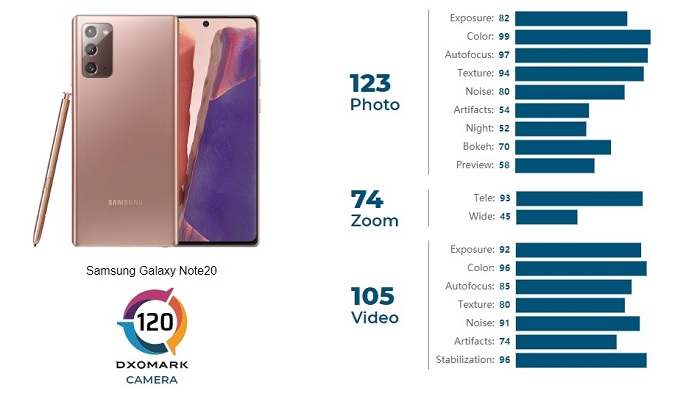 SAMSUNG
Samsung Galaxy Note20
120
DXOMARK
CAMERA
123
Photo
Exposure: 82
Color: 99
Autofocus: 97
Texture: 94
Noise: 80
Artifacts: 54
Night: 52
Bokeh: 70
Preview: 58
74
Zoom
Tele: 93
Wide: 45
105
Video
Exposure: 92
Color: 96
Autofocus: 85
Texture: 80
Noise: 91
Artifacts: 74
Stabilization: 96